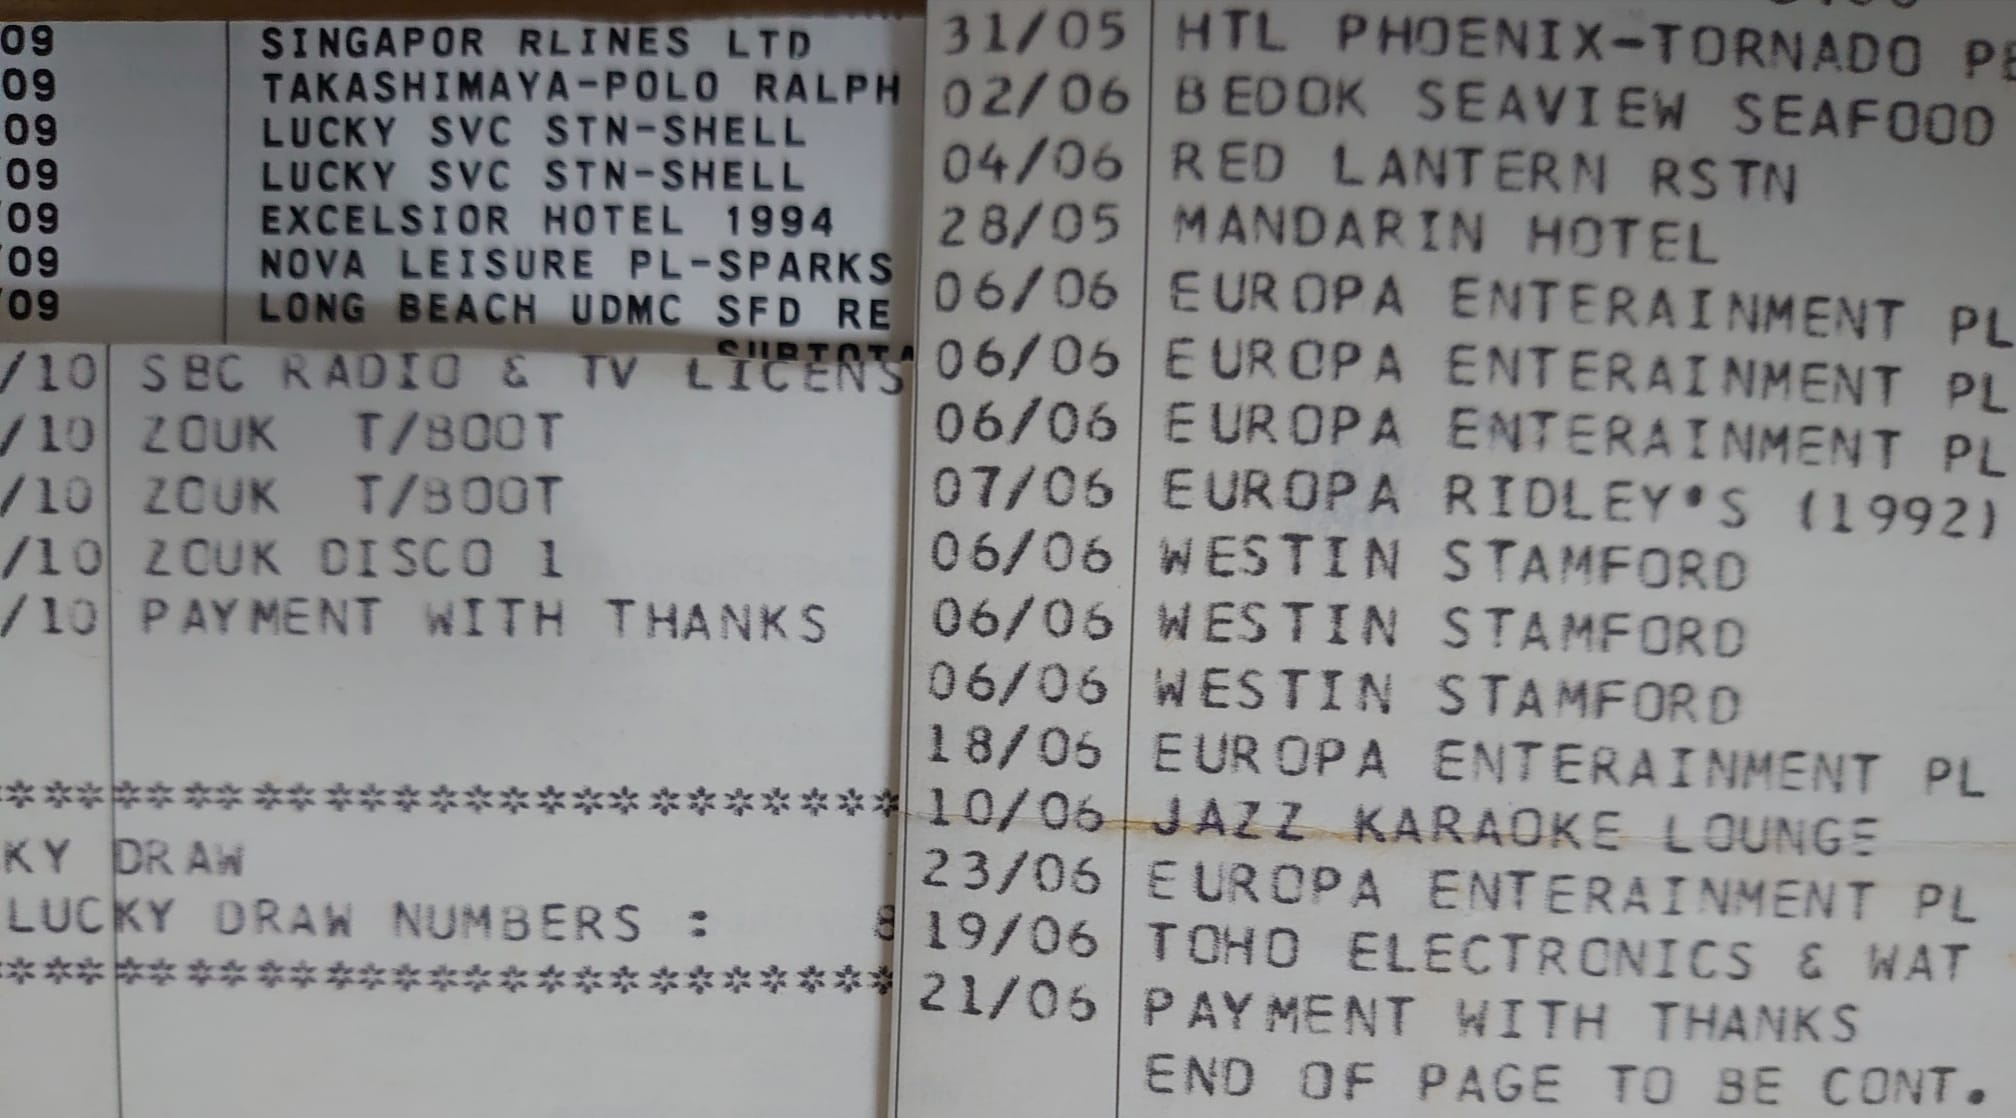 09 SINGAPOR RLINES LTD
09 TAKASHIMAYA-POLO RALPH
09 LUCKY SVC STN-SHELL
09 LUCKY SVC STN-SHELL
/09 EXCELSIOR HOTEL 1994
/09 NOVA LEISURE PL-SPARKS
/09 LONG BEACH UDMC SFD RE
SUBTOTA
/10 SBC RADIO & TV LICENS
/10 ZOUK T/BOOT
/10 ZOUK T/BOOT
/10 ZOUK DISCO 1
/10 PAYMENT WITH THANKS
*************************
KY DRAW
LUCKY DRAW NUMBERS : 8
*************************
31/05 HTL PHOENIX-TORNADO PE
02/06 BEDOK SEAVIEW SEAFOOD
04/06 RED LANTERN RSTN
28/05 MANDARIN HOTEL
06/06 EUROPA ENTERAINMENT PL
06/06 EUROPA ENTERAINMENT PL
06/06 EUROPA ENTERAINMENT PL
07/06 EUROPA RIDLEY'S (1992)
06/06 WESTIN STAMFORD
06/06 WESTIN STAMFORD
06/06 WESTIN STAMFORD
18/06 EUROPA ENTERAINMENT PL
10/06 JAZZ KARAOKE LOUNGE
23/06 EUROPA ENTERAINMENT PL
19/06 TOHO ELECTRONICS & WAT
21/06 PAYMENT WITH THANKS
END OF PAGE TO BE CONT.